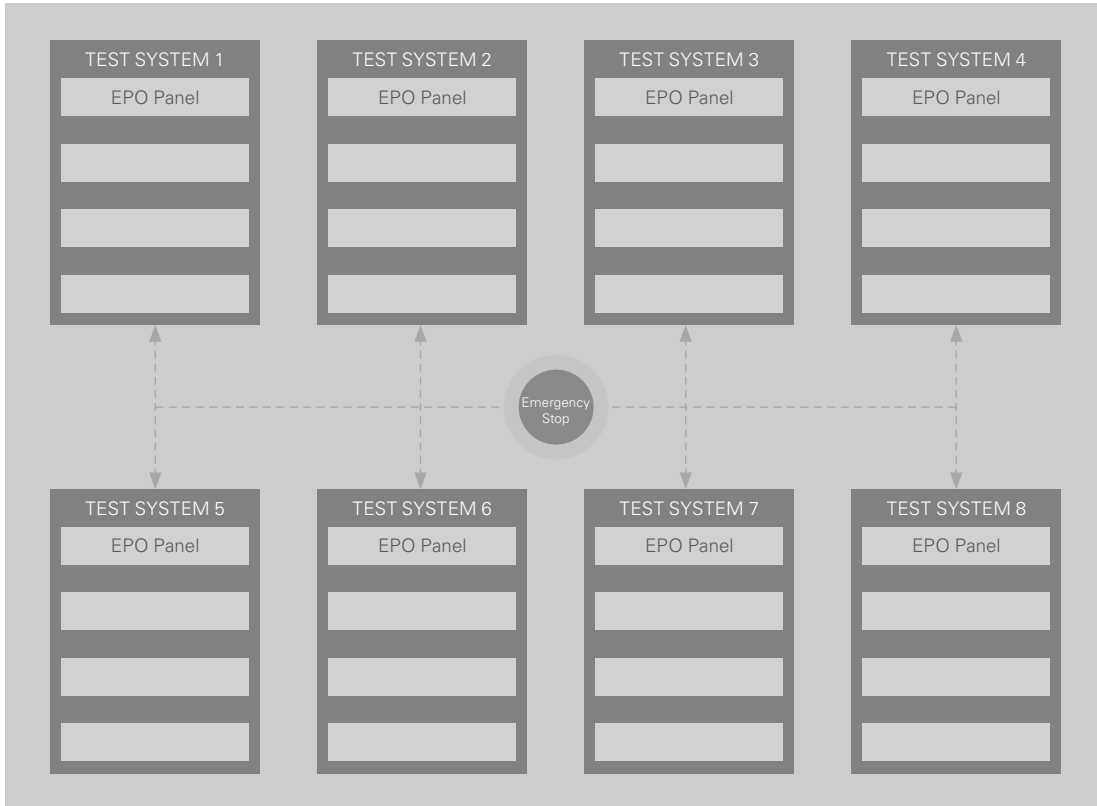 TEST SYSTEM 1
EPO Panel
TEST SYSTEM 2
EPO Panel
TEST SYSTEM 3
EPO Panel
TEST SYSTEM 4
EPO Panel
Emergency
Stop
TEST SYSTEM 5
EPO Panel
TEST SYSTEM 6
EPO Panel
TEST SYSTEM 7
EPO Panel
TEST SYSTEM 8
EPO Panel